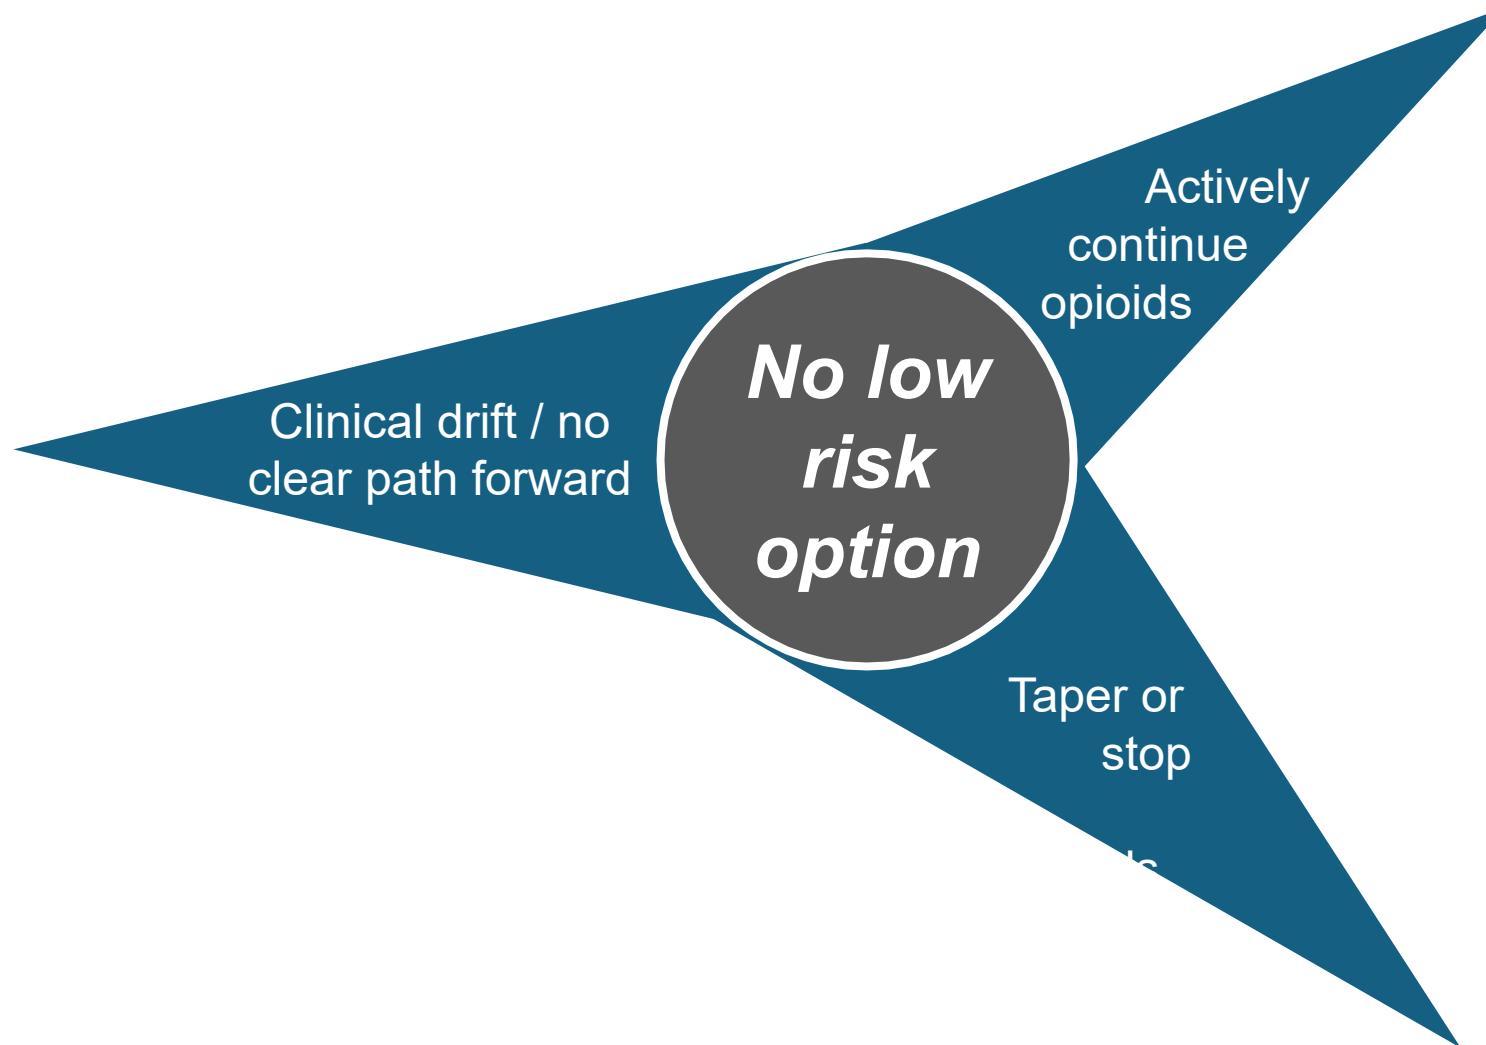 Actively
continue
opioids
Clinical drift / no
clear path forward
No low
risk
option
Taper or
stop